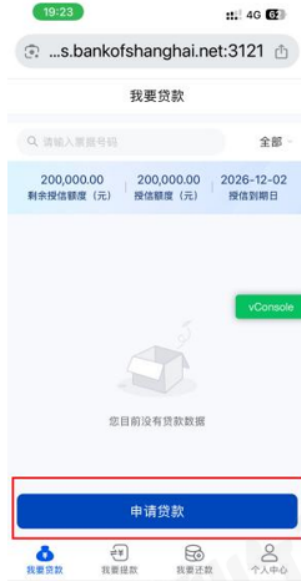 19:23
4G 62
...s.bankofshanghai.net:3121
我要贷款
请输入票据号码
全部
200,000.00 200,000.00 2026-12-02
剩余授信额度（元） 授信额度（元） 授信到期日
vConsole
您目前没有贷款数据
申请贷款
我要贷款 我要提款 我要还款 个人中心